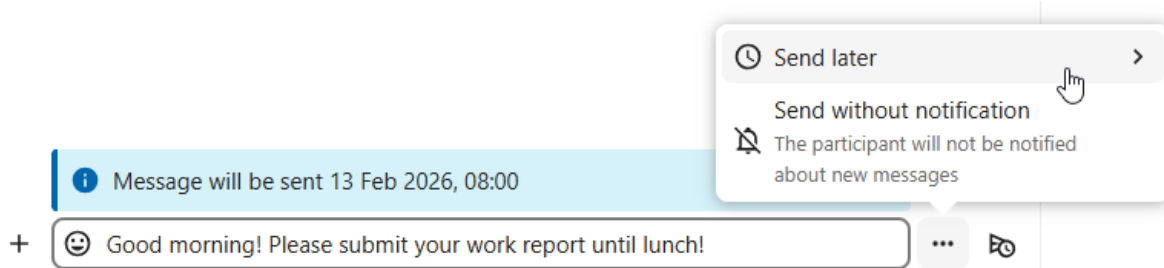 Send later
Send without notification
The participant will not be notified
about new messages
Message will be sent 13 Feb 2026, 08:00
Good morning! Please submit your work report until lunch!